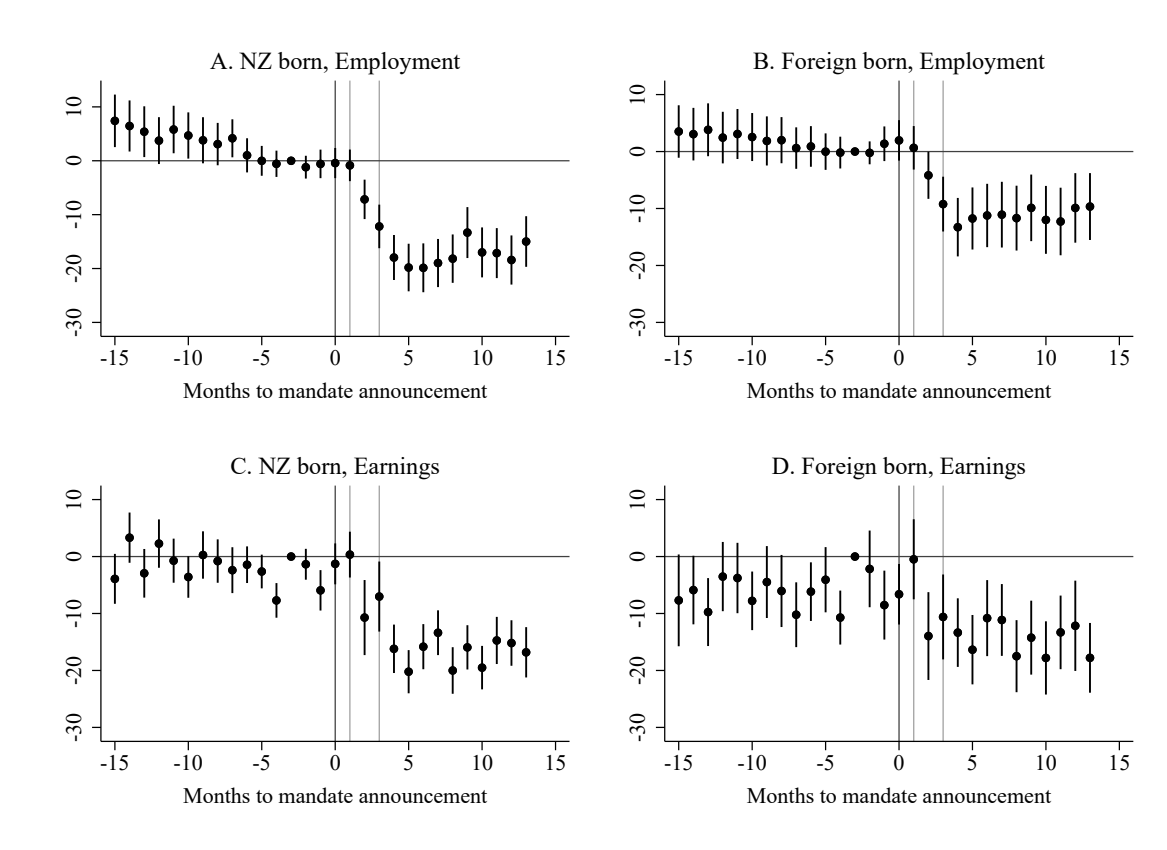 A. NZ born, Employment
10
0
-10
-20
-30
-15 -10 -5 0 5 10 15
Months to mandate announcement
B. Foreign born, Employment
10
0
-10
-20
-30
-15 -10 -5 0 5 10 15
Months to mandate announcement
C. NZ born, Earnings
10
0
-10
-20
-30
-15 -10 -5 0 5 10 15
Months to mandate announcement
D. Foreign born, Earnings
10
0
-10
-20
-30
-15 -10 -5 0 5 10 15
Months to mandate announcement